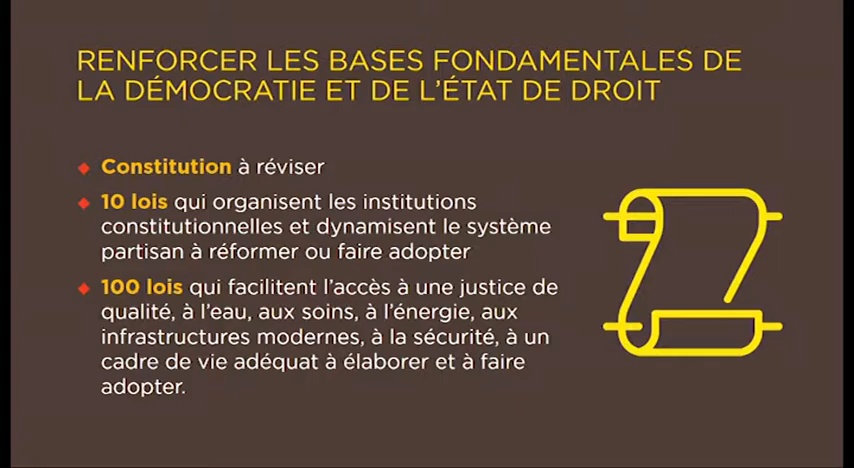 RENFORCER LES BASES FONDAMENTALES DE
LA DÉMOCRATIE ET DE L'ÉTAT DE DROIT
Constitution à réviser
10 lois qui organisent les institutions
constitutionnelles et dynamisent le système
partisan à réformer ou faire adopter
100 lois qui facilitent l'accès à une justice de
qualité, à l'eau, aux soins, à l'énergie, aux
infrastructures modernes, à la sécurité, à un
cadre de vie adéquat à élaborer et à faire
adopter.